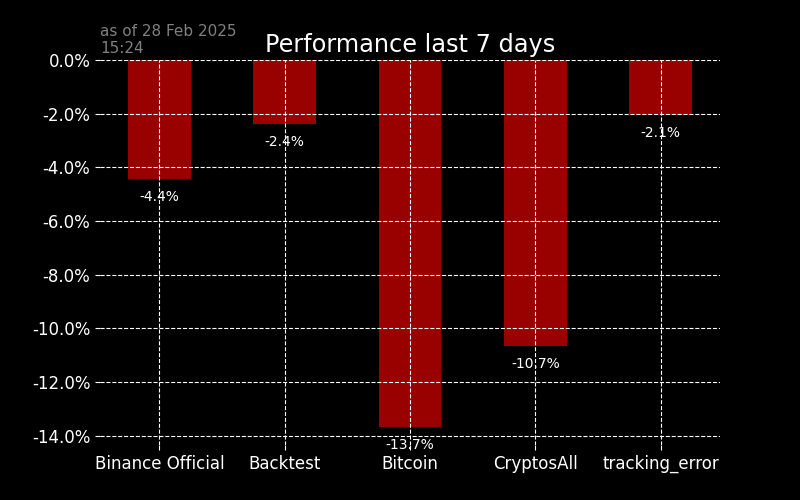 as of 28 Feb 2025
15:24
Performance last 7 days
0.0%
-2.0%
-4.0%
-6.0%
-8.0%
-10.0%
-12.0%
-14.0%
-4.4%
-2.4%
-13.7%
-10.7%
-2.1%
Binance Official
Backtest
Bitcoin
CryptosAll
tracking_error